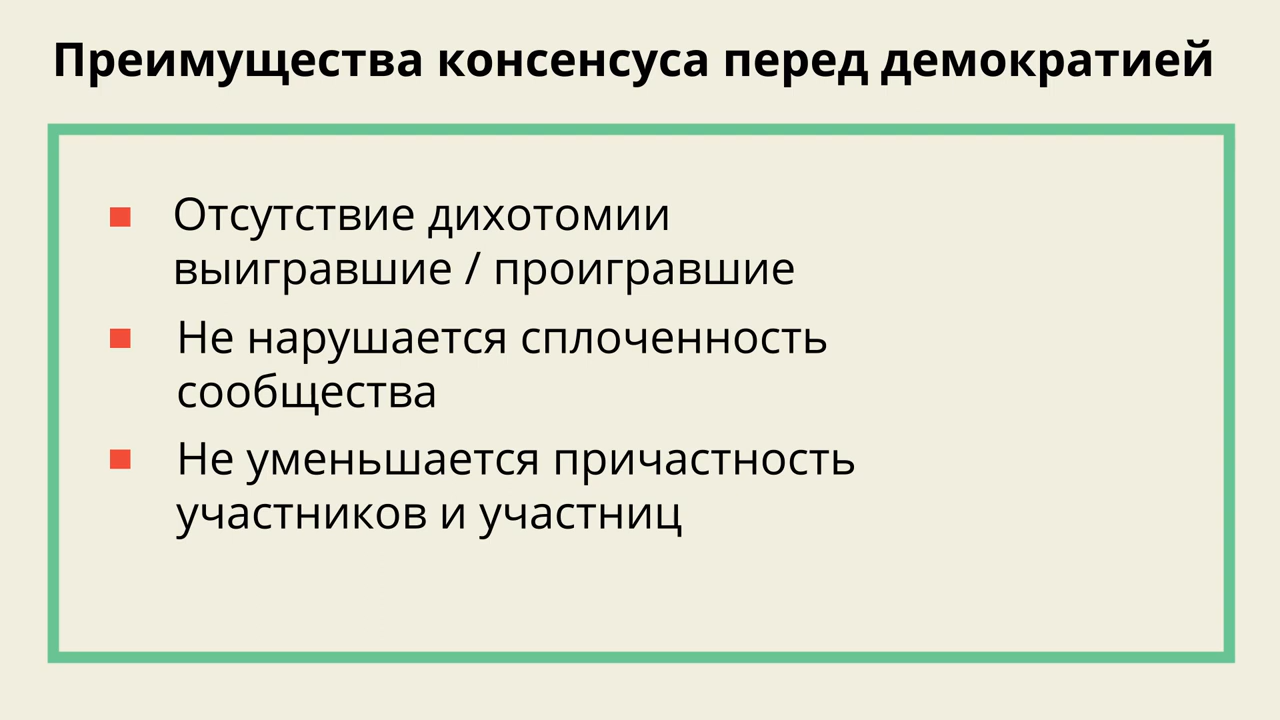 Преимущества консенсуса перед демократией
Отсутствие дихотомии
выигравшие / проигравшие
Не нарушается сплоченность
сообщества
Не уменьшается причастность
участников и участниц